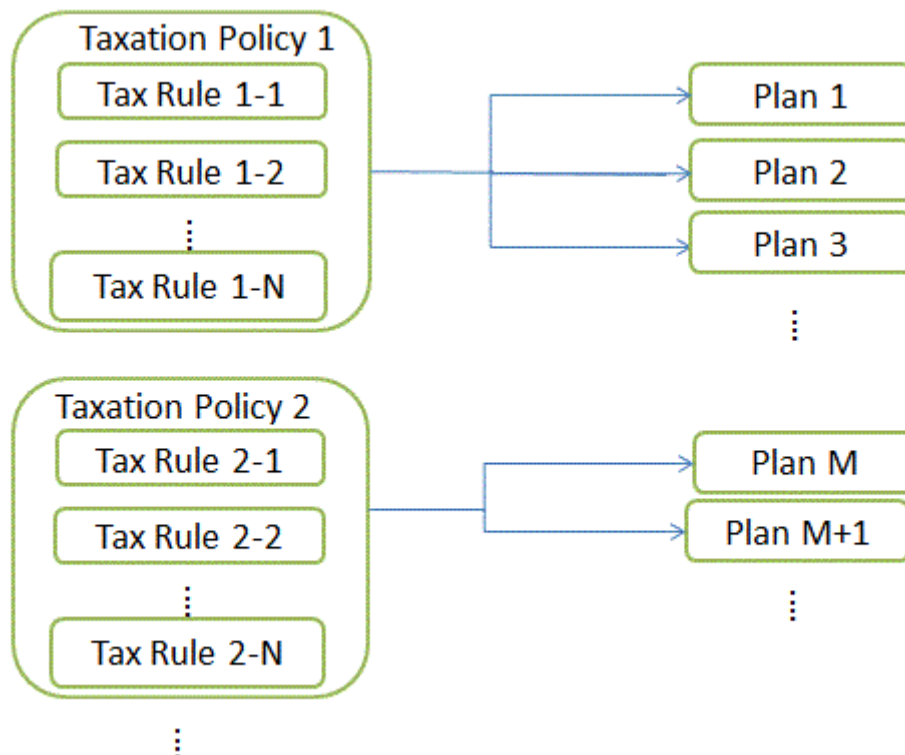 Taxation Policy 1
Tax Rule 1-1
Tax Rule 1-2
Tax Rule 1-N
Plan 1
Plan 2
Plan 3
Taxation Policy 2
Tax Rule 2-1
Tax Rule 2-2
Tax Rule 2-N
Plan M
Plan M+1